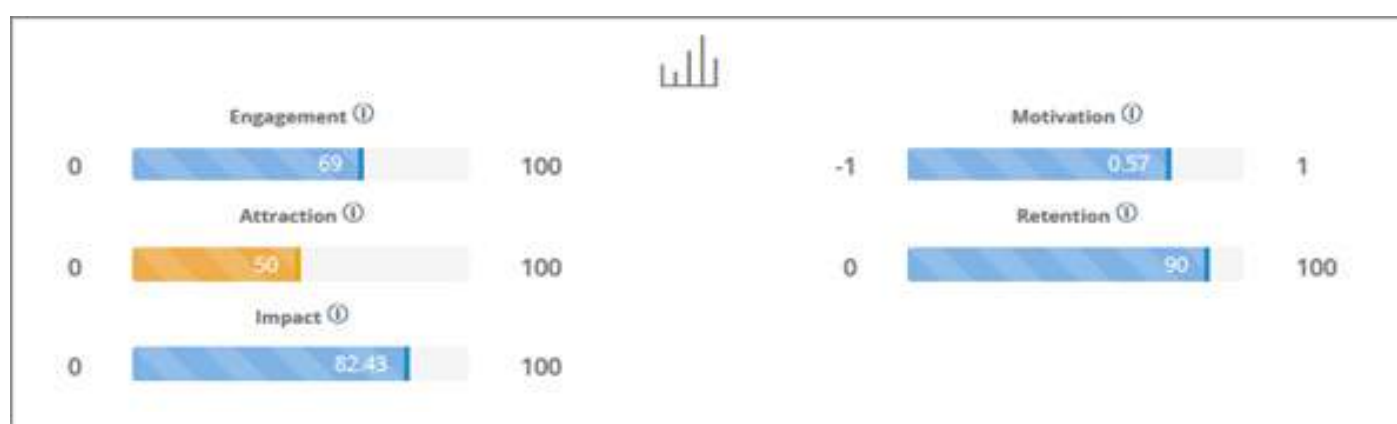 Engagement
0 69 100
Attraction
0 50 100
Impact
0 82.43 100
Motivation
-1 0.57 1
Retention
0 90 100